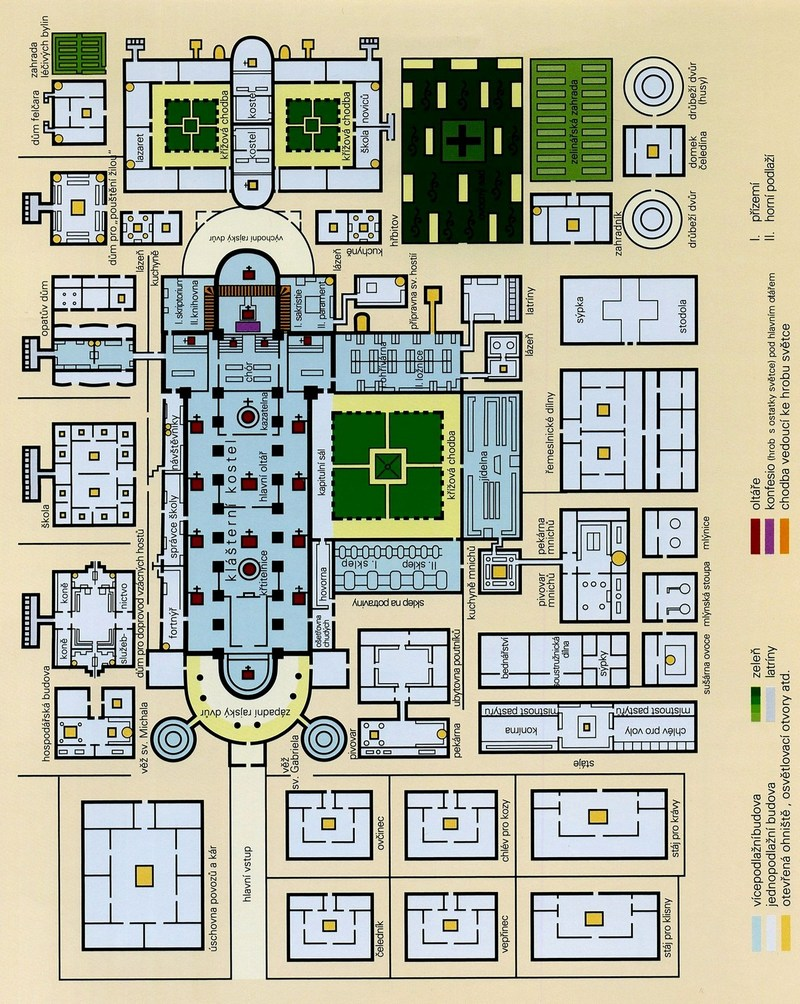 zahrada
léčivých bylin
dům felčara
lazaret
křížová chodba
kostel
kostel
křížová chodba
škola noviců
zelinářská zahrada
drůbeží dvůr
(husy)
domek
čeledína
drůbeží dvůr
zahradník
hřbitov
dům pro „pouštění žilou“
lázeň
kuchyně
východní rajský dvůr
lázeň
kuchyně
opatův dům
I. skriptorium
II. knihovna
I. sakristie
II. parament
přípravna sv. hostií
latríny
lázeň
sýpka
stodola
chór
I. ložnice
škola
návštěvníky
správce školy
fortnýř
klášterní kostel
kazatelna
hlavní oltář
křtitelnice
kapitulní sál
křížová chodba
jídelna
řemeslnické dílny
hovorna
ošetřovna
chudých
I. sklep
II. sklep
sklep na potraviny
kuchyně mnichů
pekárna
mnichů
pivovar
mnichů
mlýnice
mlýnská stoupa
sušárna ovoce
bednářství
soustružnická
dílna
sýpky
koně
koně
služeb-
nictvo
dům pro doprovod vzácných hostů
hospodářská budova
věž sv. Michala
západní rajský dvůr
věž
sv. Gabriela
ubytovna poutníků
pivovar
pekárna
konírna
místnost pastýřů
místnost pastýřů
chlév pro voly
stáje
úschovna povozů a kár
hlavní vstup
ovčinec
chlév pro kozy
stáj pro krávy
čeledník
vepřinec
stáj pro klisny
vícepodlažníbudova
jednopodlažní budova
otevřená ohniště , osvětlovací otvory atd.
zeleň
latríny
oltáře
konfesio (hrob s ostatky světce) pod hlavním oltářem
chodba vedoucí ke hrobu světce
I. přízemí
II. horní podlaží